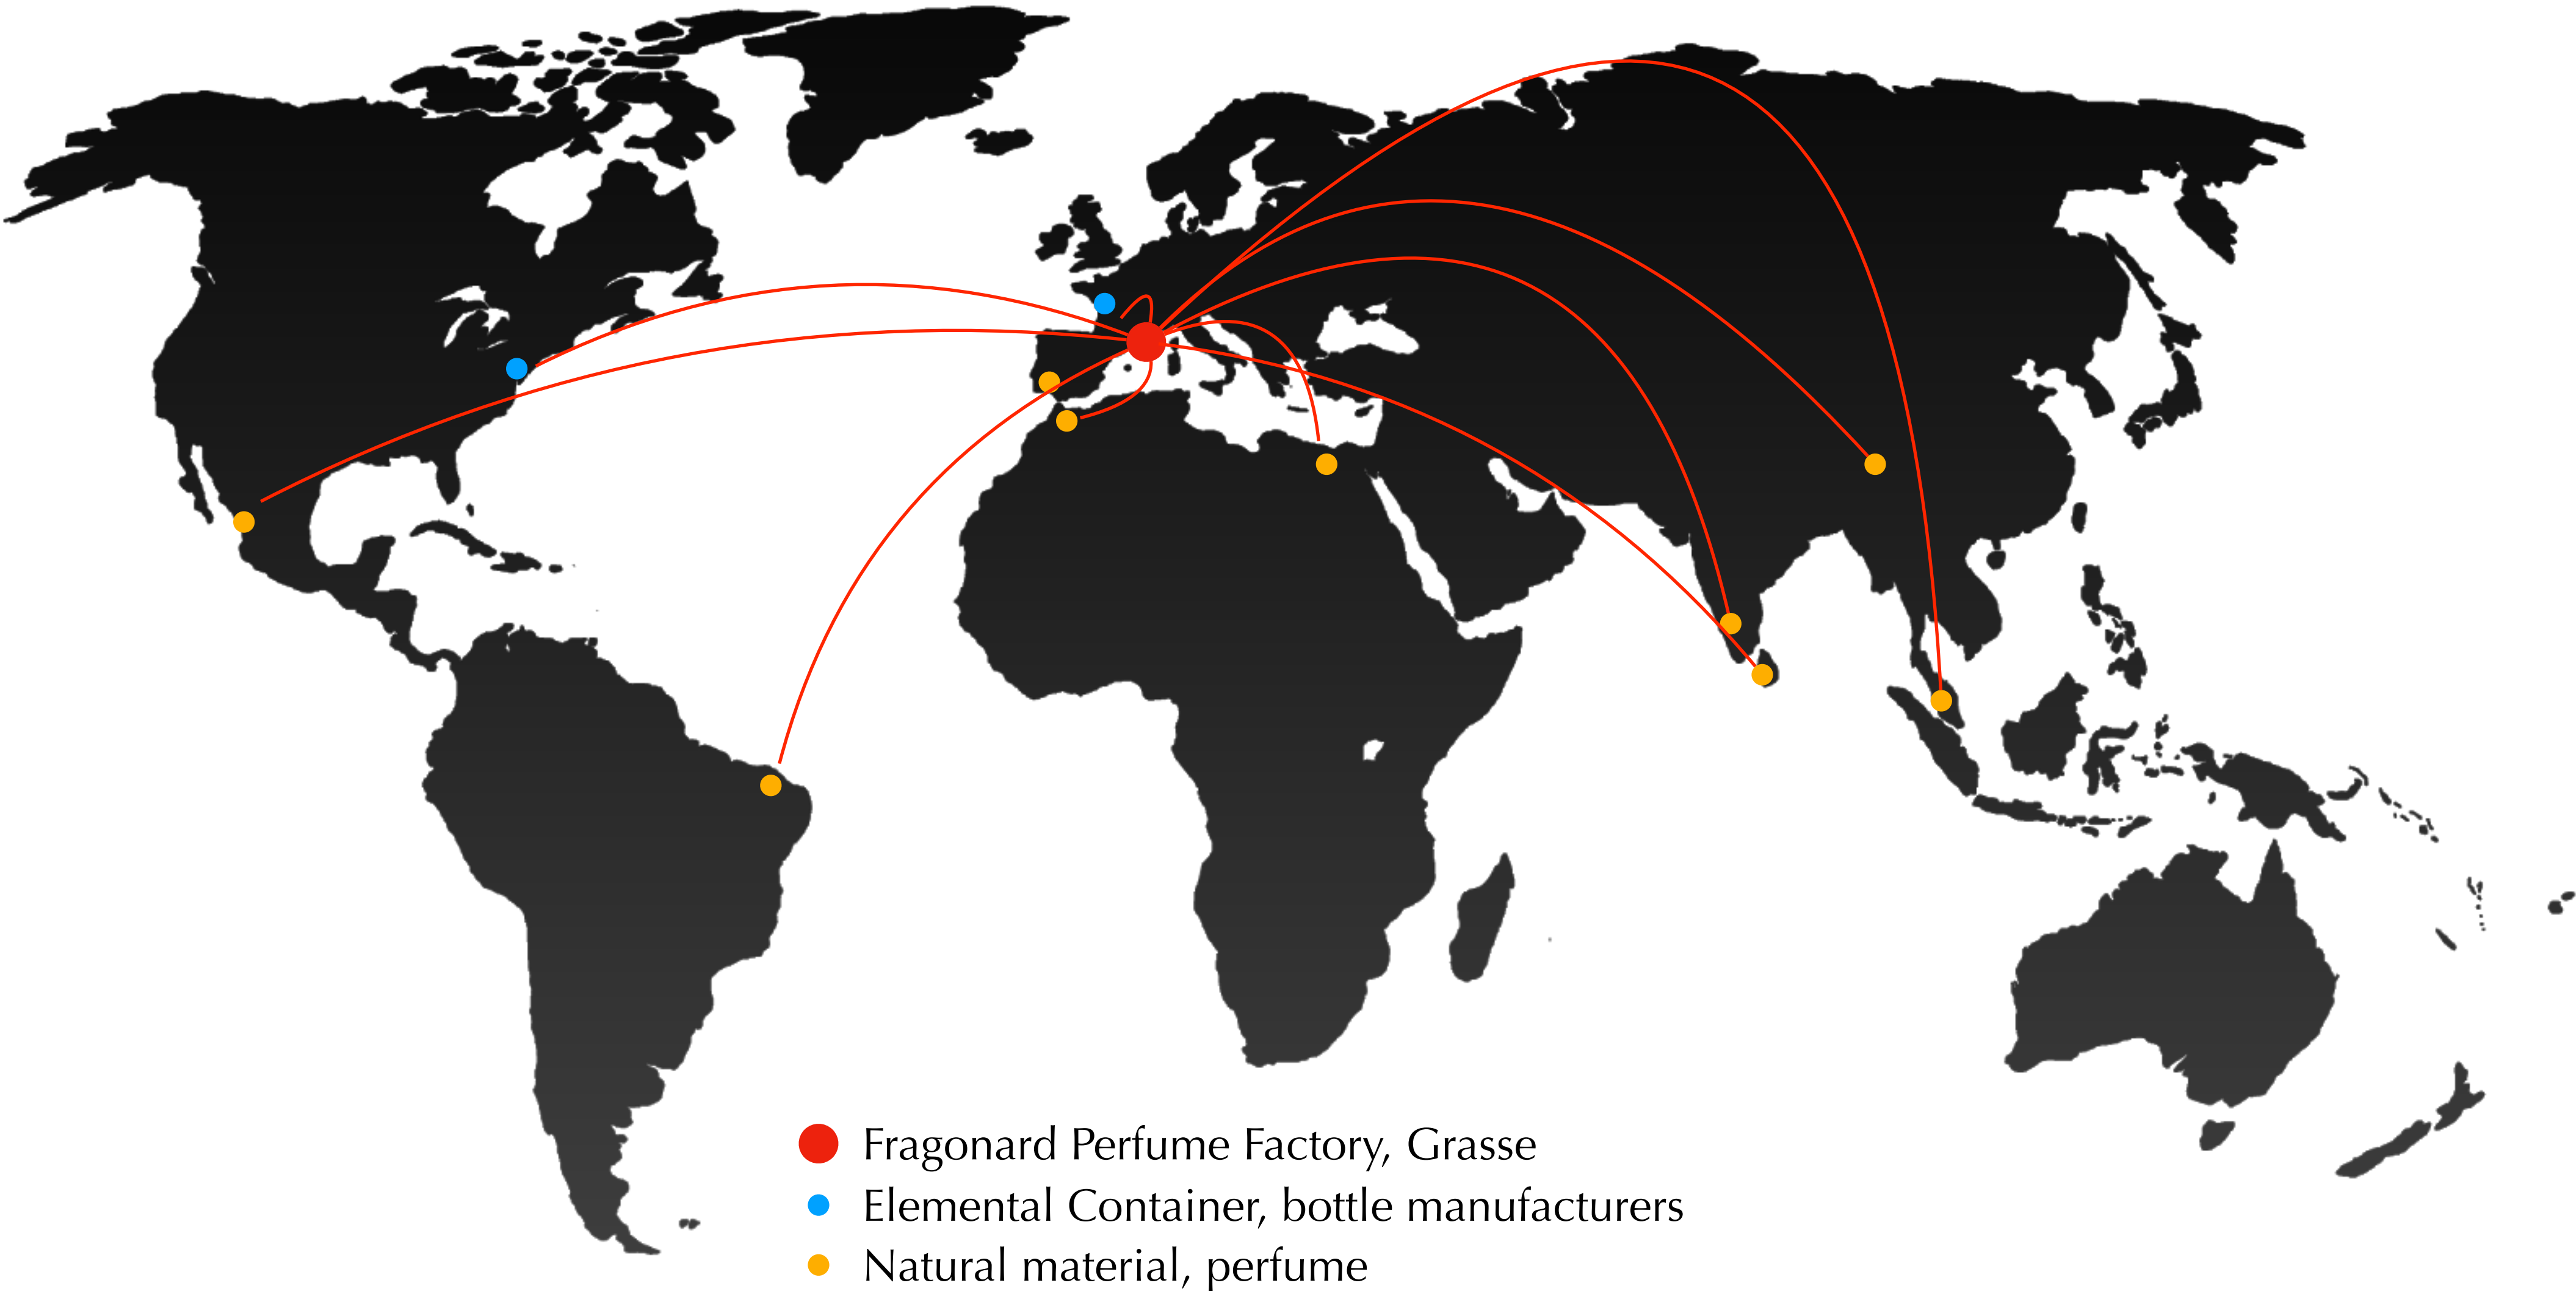 Fragonard Perfume Factory, Grasse
Elemental Container, bottle manufacturers
Natural material, perfume